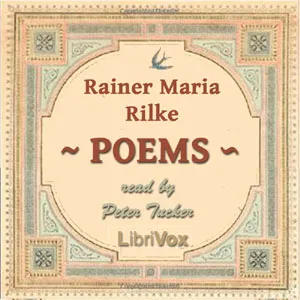 Rainer Maria
Rilke
~ POEMS ~
read by
Peter Tucker
LibriVox